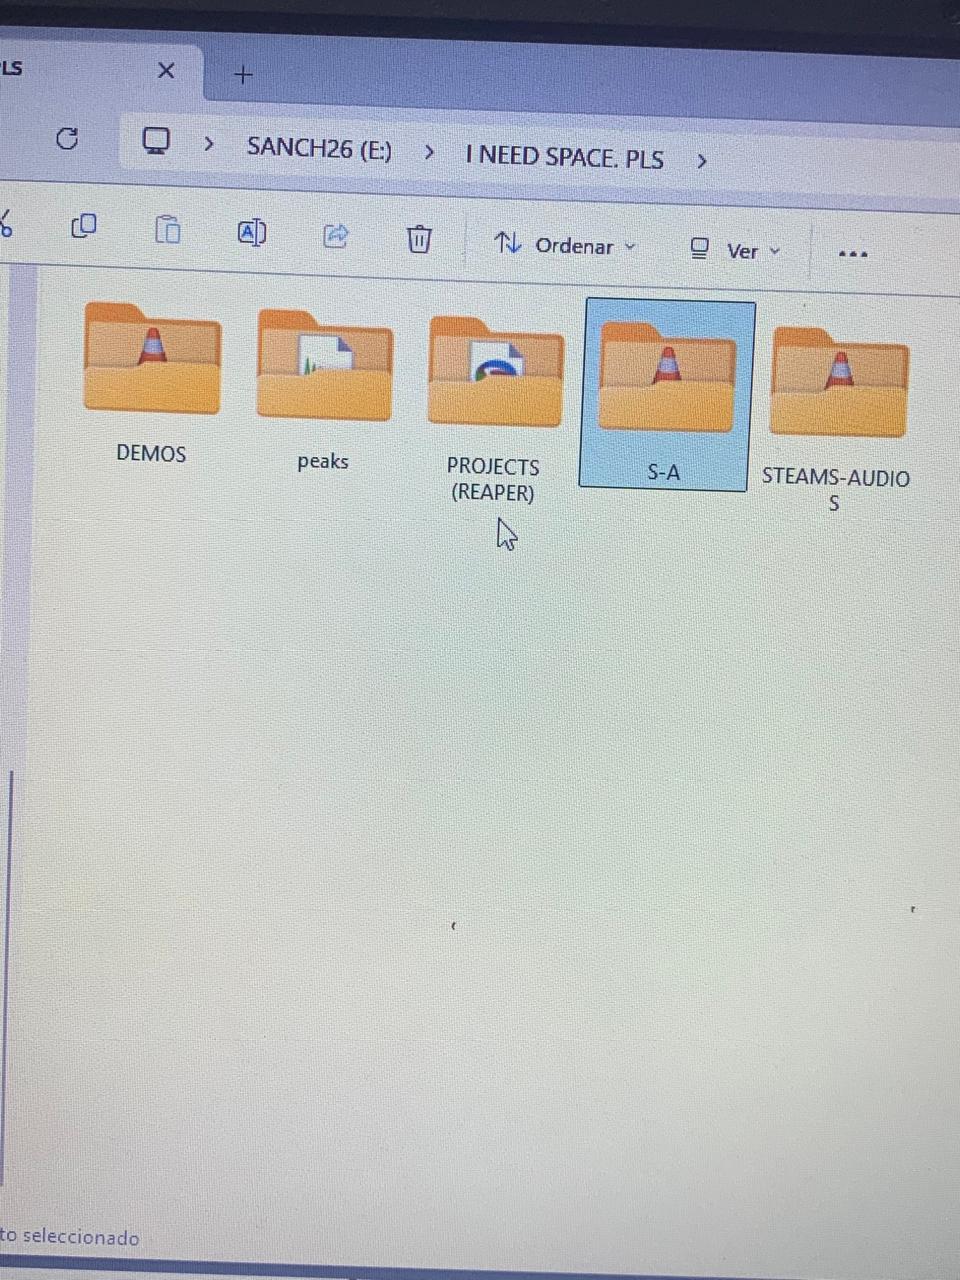 LS
SANCH26 (E:) > I NEED SPACE. PLS >
Ordenar
Ver
DEMOS
peaks
PROJECTS
(REAPER)
S-A
STEAMS-AUDIO
S
to seleccionado